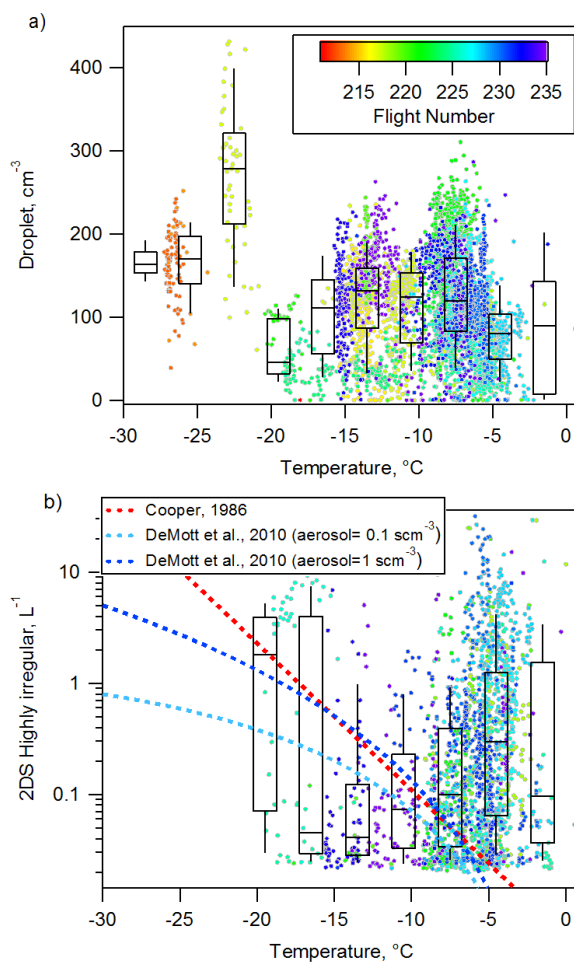 a)
400
300
200
100
0
Droplet, cm⁻³
215 220 225 230 235
Flight Number
-30 -25 -20 -15 -10 -5 0
Temperature, °C
b)
Cooper, 1986
DeMott et al., 2010 (aerosol= 0.1 scm⁻³)
DeMott et al., 2010 (aerosol=1 scm⁻³)
10
1
0.1
2DS Highly irregular, L⁻¹
-30 -25 -20 -15 -10 -5 0
Temperature, °C